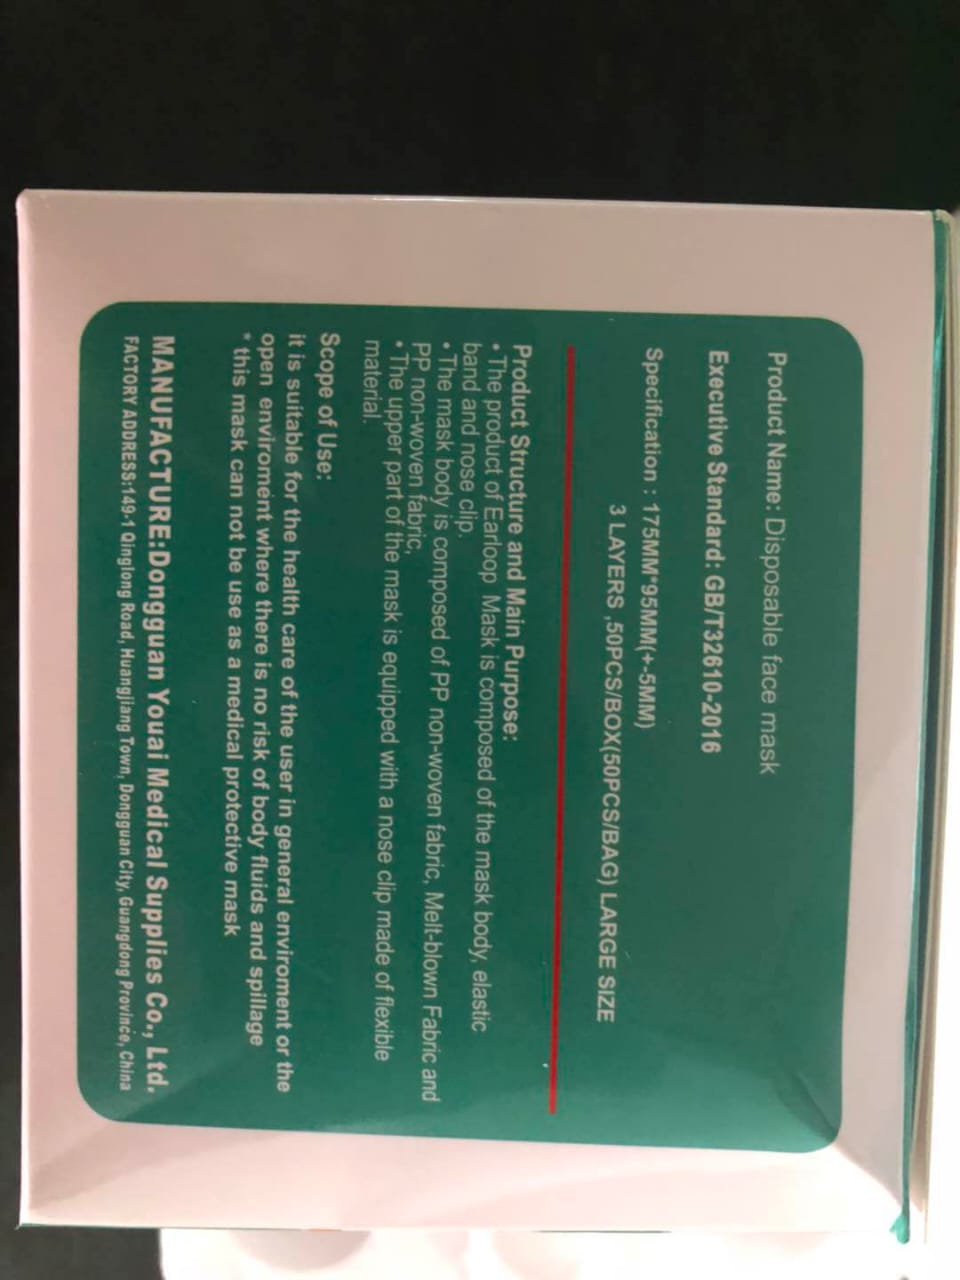 Product Name: Disposable face mask
Executive Standard: GB/T32610-2016
Specification : 175MM*95MM(+-5MM)
3 LAYERS ,50PCS/BOX(50PCS/BAG) LARGE SIZE
Product Structure and Main Purpose:
• The product of Earloop Mask is composed of the mask body, elastic
band and nose clip.
• The mask body is composed of PP non-woven fabric, Melt-blown Fabric and
PP non-woven fabric,
• The upper part of the mask is equipped with a nose clip made of flexible
material.
Scope of Use:
it is suitable for the health care of the user in general enviroment or the
open enviroment where there is no risk of body fluids and spillage
* this mask can not be use as a medical protective mask
MANUFACTURE:Dongguan Youai Medical Supplies Co., Ltd.
FACTORY ADDRESS:149-1 Qinglong Road, Huangjiang Town, Dongguan City, Guangdong Province, China